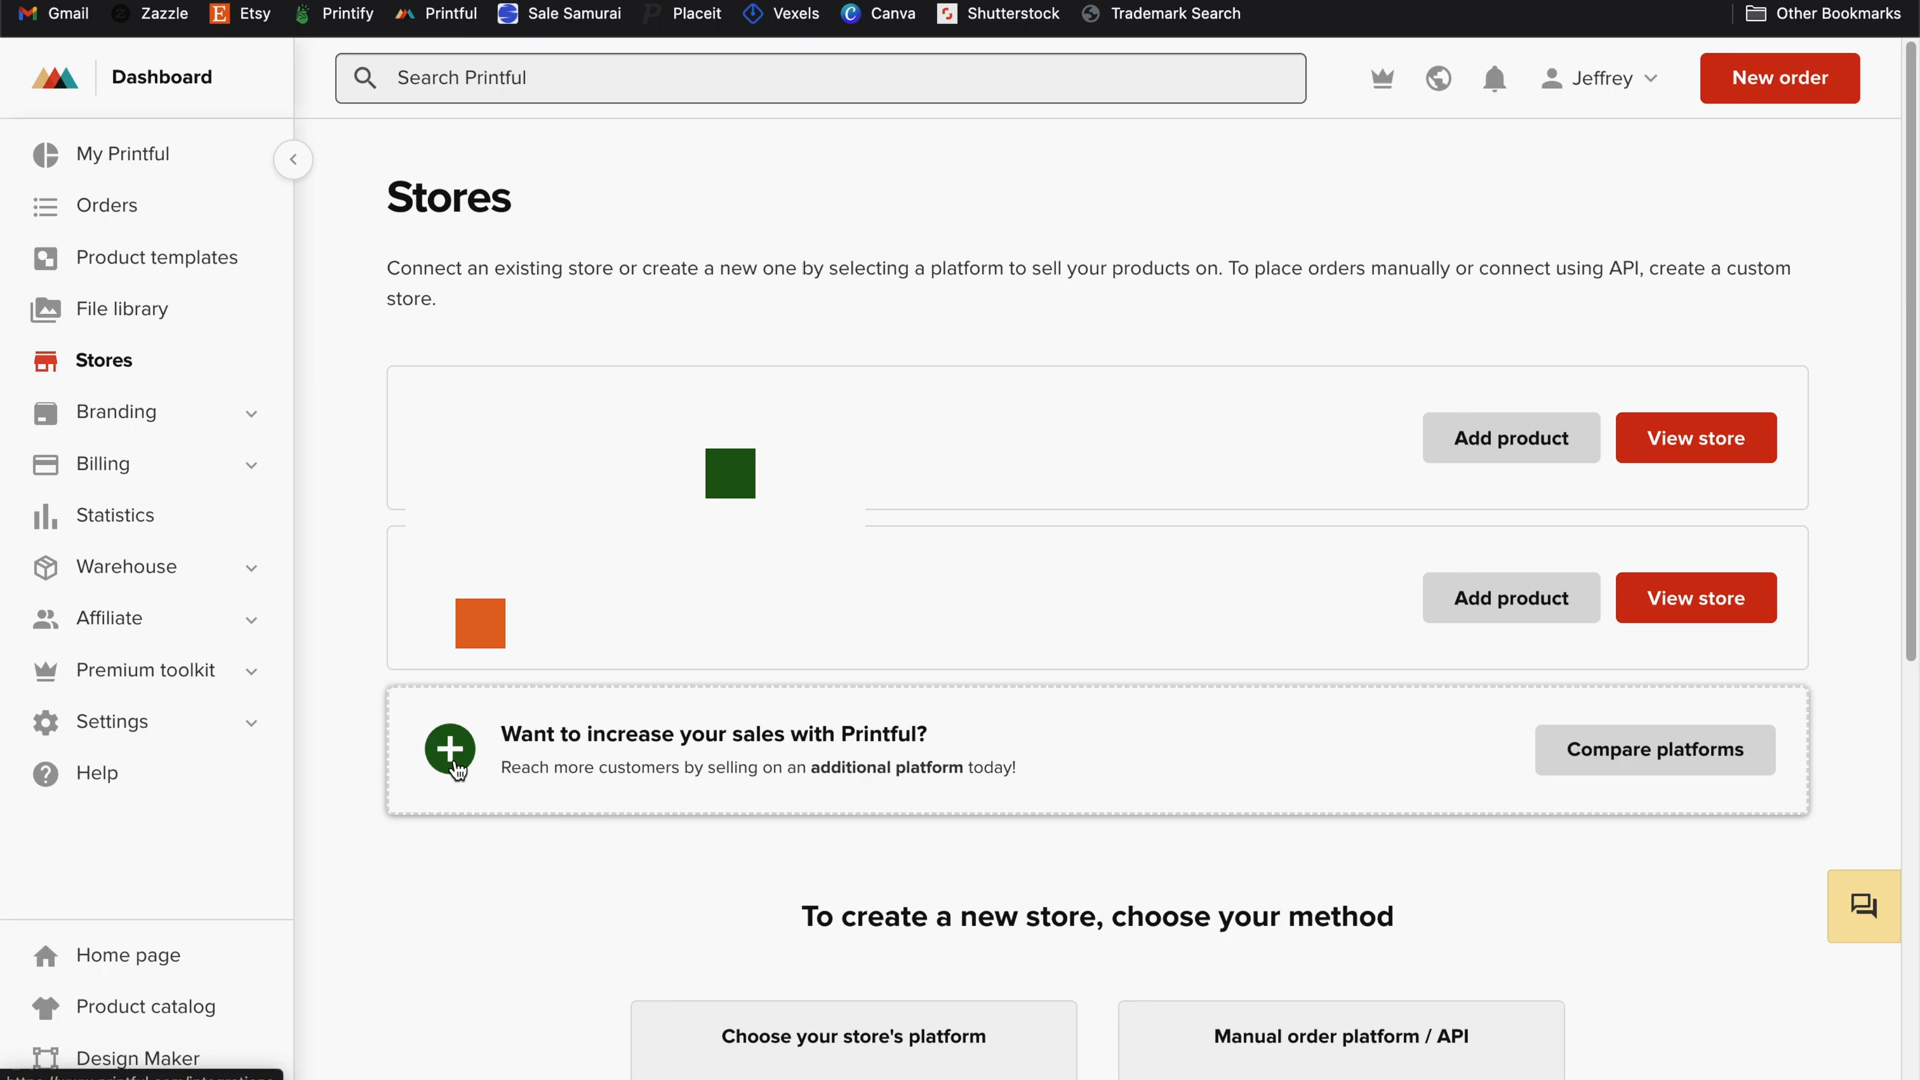 Gmail
Zazzle
Etsy
Printify
Printful
Sale Samurai
Placeit
Vexels
Canva
Shutterstock
Trademark Search
Other Bookmarks
Dashboard
Search Printful
Jeffrey
New order
My Printful
Orders
Product templates
File library
Stores
Branding
Billing
Statistics
Warehouse
Affiliate
Premium toolkit
Settings
Help
Home page
Product catalog
Design Maker
Stores
Connect an existing store or create a new one by selecting a platform to sell your products on. To place orders manually or connect using API, create a custom
store.
Add product
View store
Add product
View store
Want to increase your sales with Printful?
Reach more customers by selling on an additional platform today!
Compare platforms
To create a new store, choose your method
Choose your store's platform
Manual order platform / API